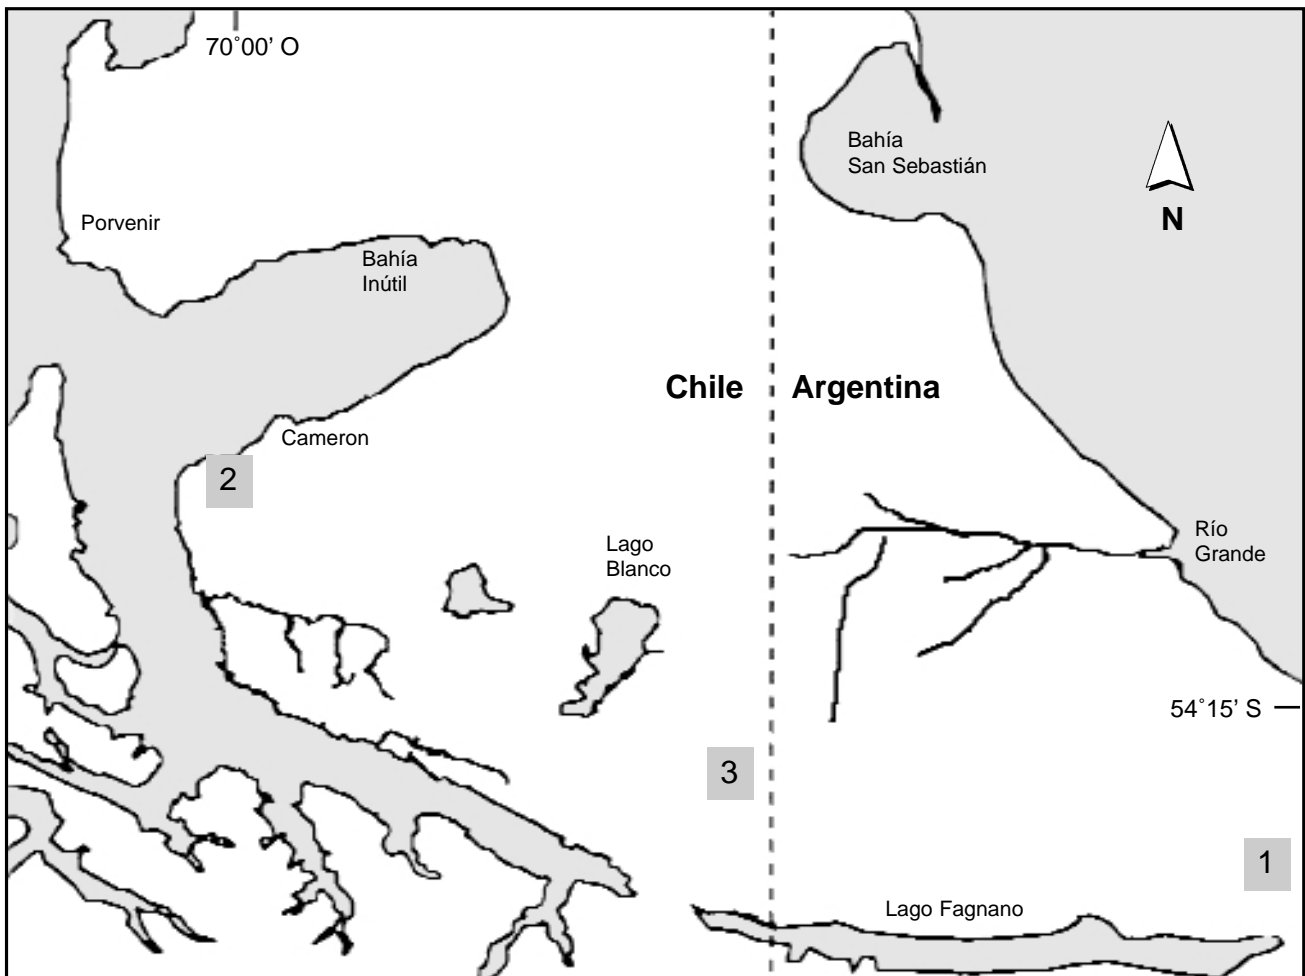 70˚00’ O
Bahía
San Sebastián
N
Porvenir
Bahía
Inútil
Chile
Argentina
Cameron
2
Río
Grande
Lago
Blanco
54˚15’ S
3
1
Lago Fagnano